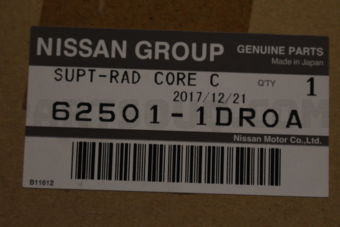 NISSAN GROUP GENUINE PARTS
Made in Japan
SUPT-RAD CORE C QTY 1
2017/12/21
62501-1DR0A
Nissan Motor Co.,Ltd.
B11612